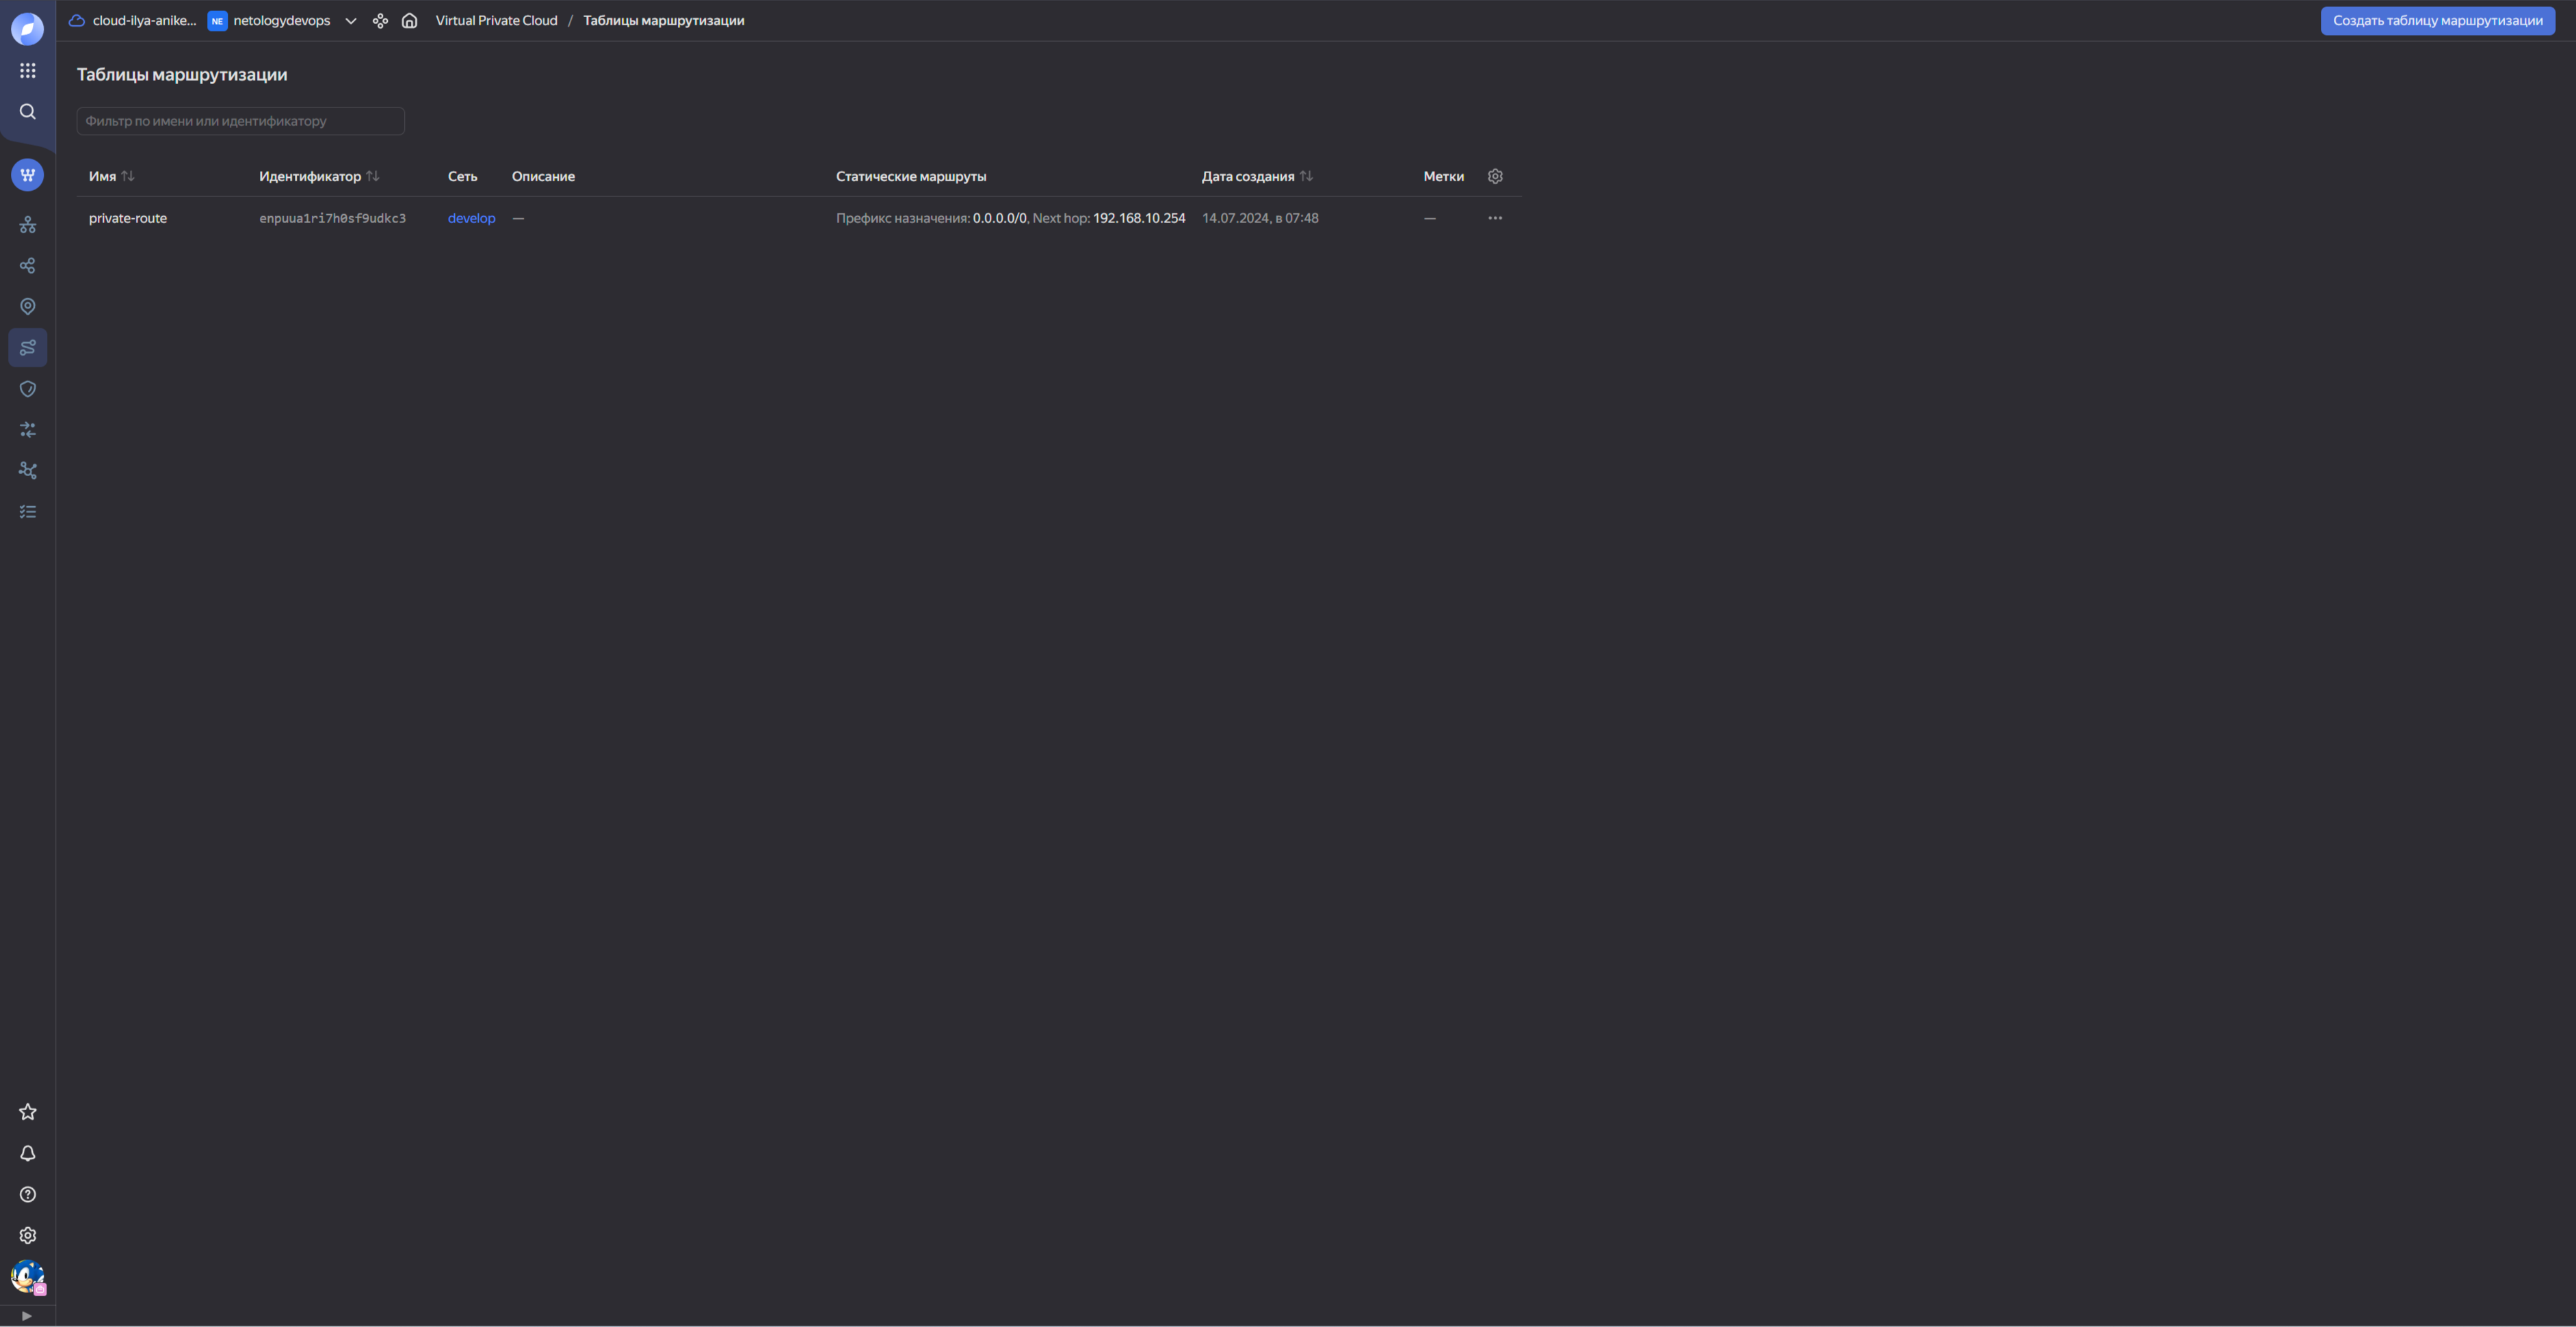 cloud-ilya-anike... NE netologydevops Virtual Private Cloud / Таблицы маршрутизации Создать таблицу маршрутизации
Таблицы маршрутизации
Фильтр по имени или идентификатору
Имя Идентификатор Сеть Описание Статические маршруты Дата создания Метки
private-route enpuua1ri7h0sf9udkc3 develop — Префикс назначения: 0.0.0.0/0, Next hop: 192.168.10.254 14.07.2024, в 07:48 —